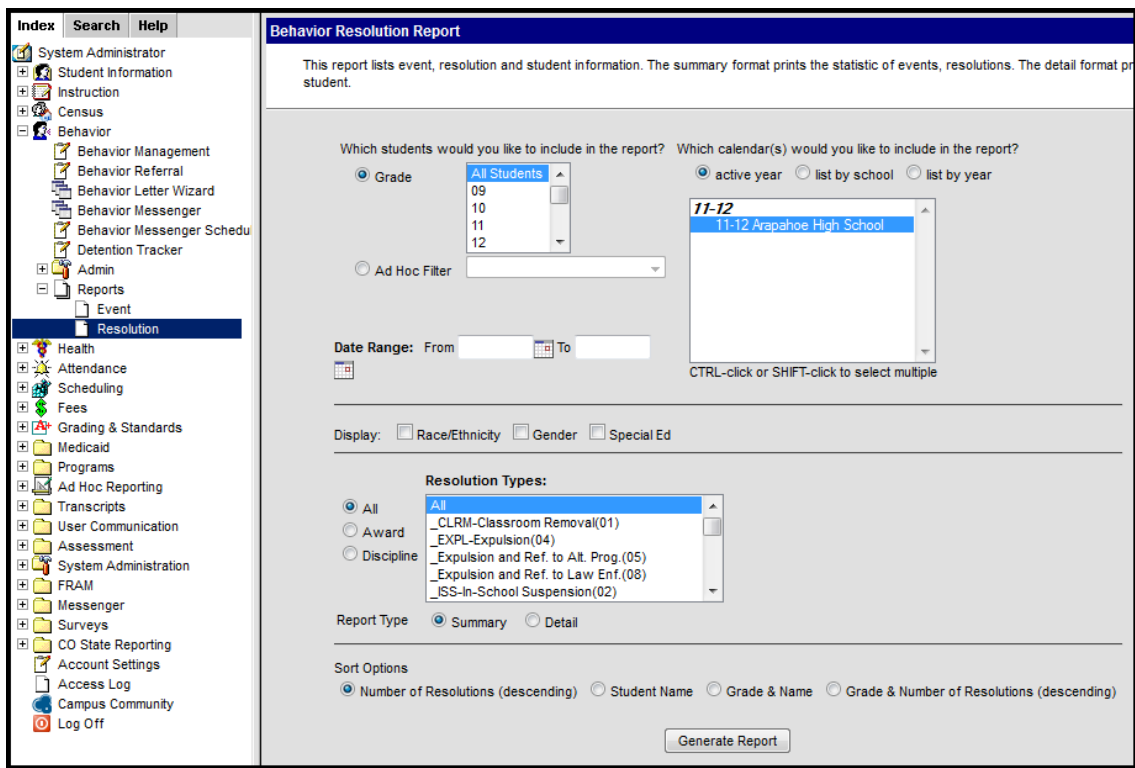 Index
Search
Help
System Administrator
Student Information
Instruction
Census
Behavior
Behavior Management
Behavior Referral
Behavior Letter Wizard
Behavior Messenger
Behavior Messenger Schedu
Detention Tracker
Admin
Reports
Event
Resolution
Health
Attendance
Scheduling
Fees
Grading & Standards
Medicaid
Programs
Ad Hoc Reporting
Transcripts
User Communication
Assessment
System Administration
FRAM
Messenger
Surveys
CO State Reporting
Account Settings
Access Log
Campus Community
Log Off
Behavior Resolution Report
This report lists event, resolution and student information. The summary format prints the statistic of events, resolutions. The detail format pr
student.
Which students would you like to include in the report?
Grade
All Students
09
10
11
12
Ad Hoc Filter
Date Range: From To
Which calendar(s) would you like to include in the report?
active year list by school list by year
11-12
11-12 Arapahoe High School
CTRL-click or SHIFT-click to select multiple
Display: Race/Ethnicity Gender Special Ed
Resolution Types:
All
Award
Discipline
All
_CLRM-Classroom Removal(01)
_EXPL-Expulsion(04)
_Expulsion and Ref. to Alt. Prog.(05)
_Expulsion and Ref. to Law Enf.(08)
_ISS-In-School Suspension(02)
Report Type Summary Detail
Sort Options
Number of Resolutions (descending) Student Name Grade & Name Grade & Number of Resolutions (descending)
Generate Report